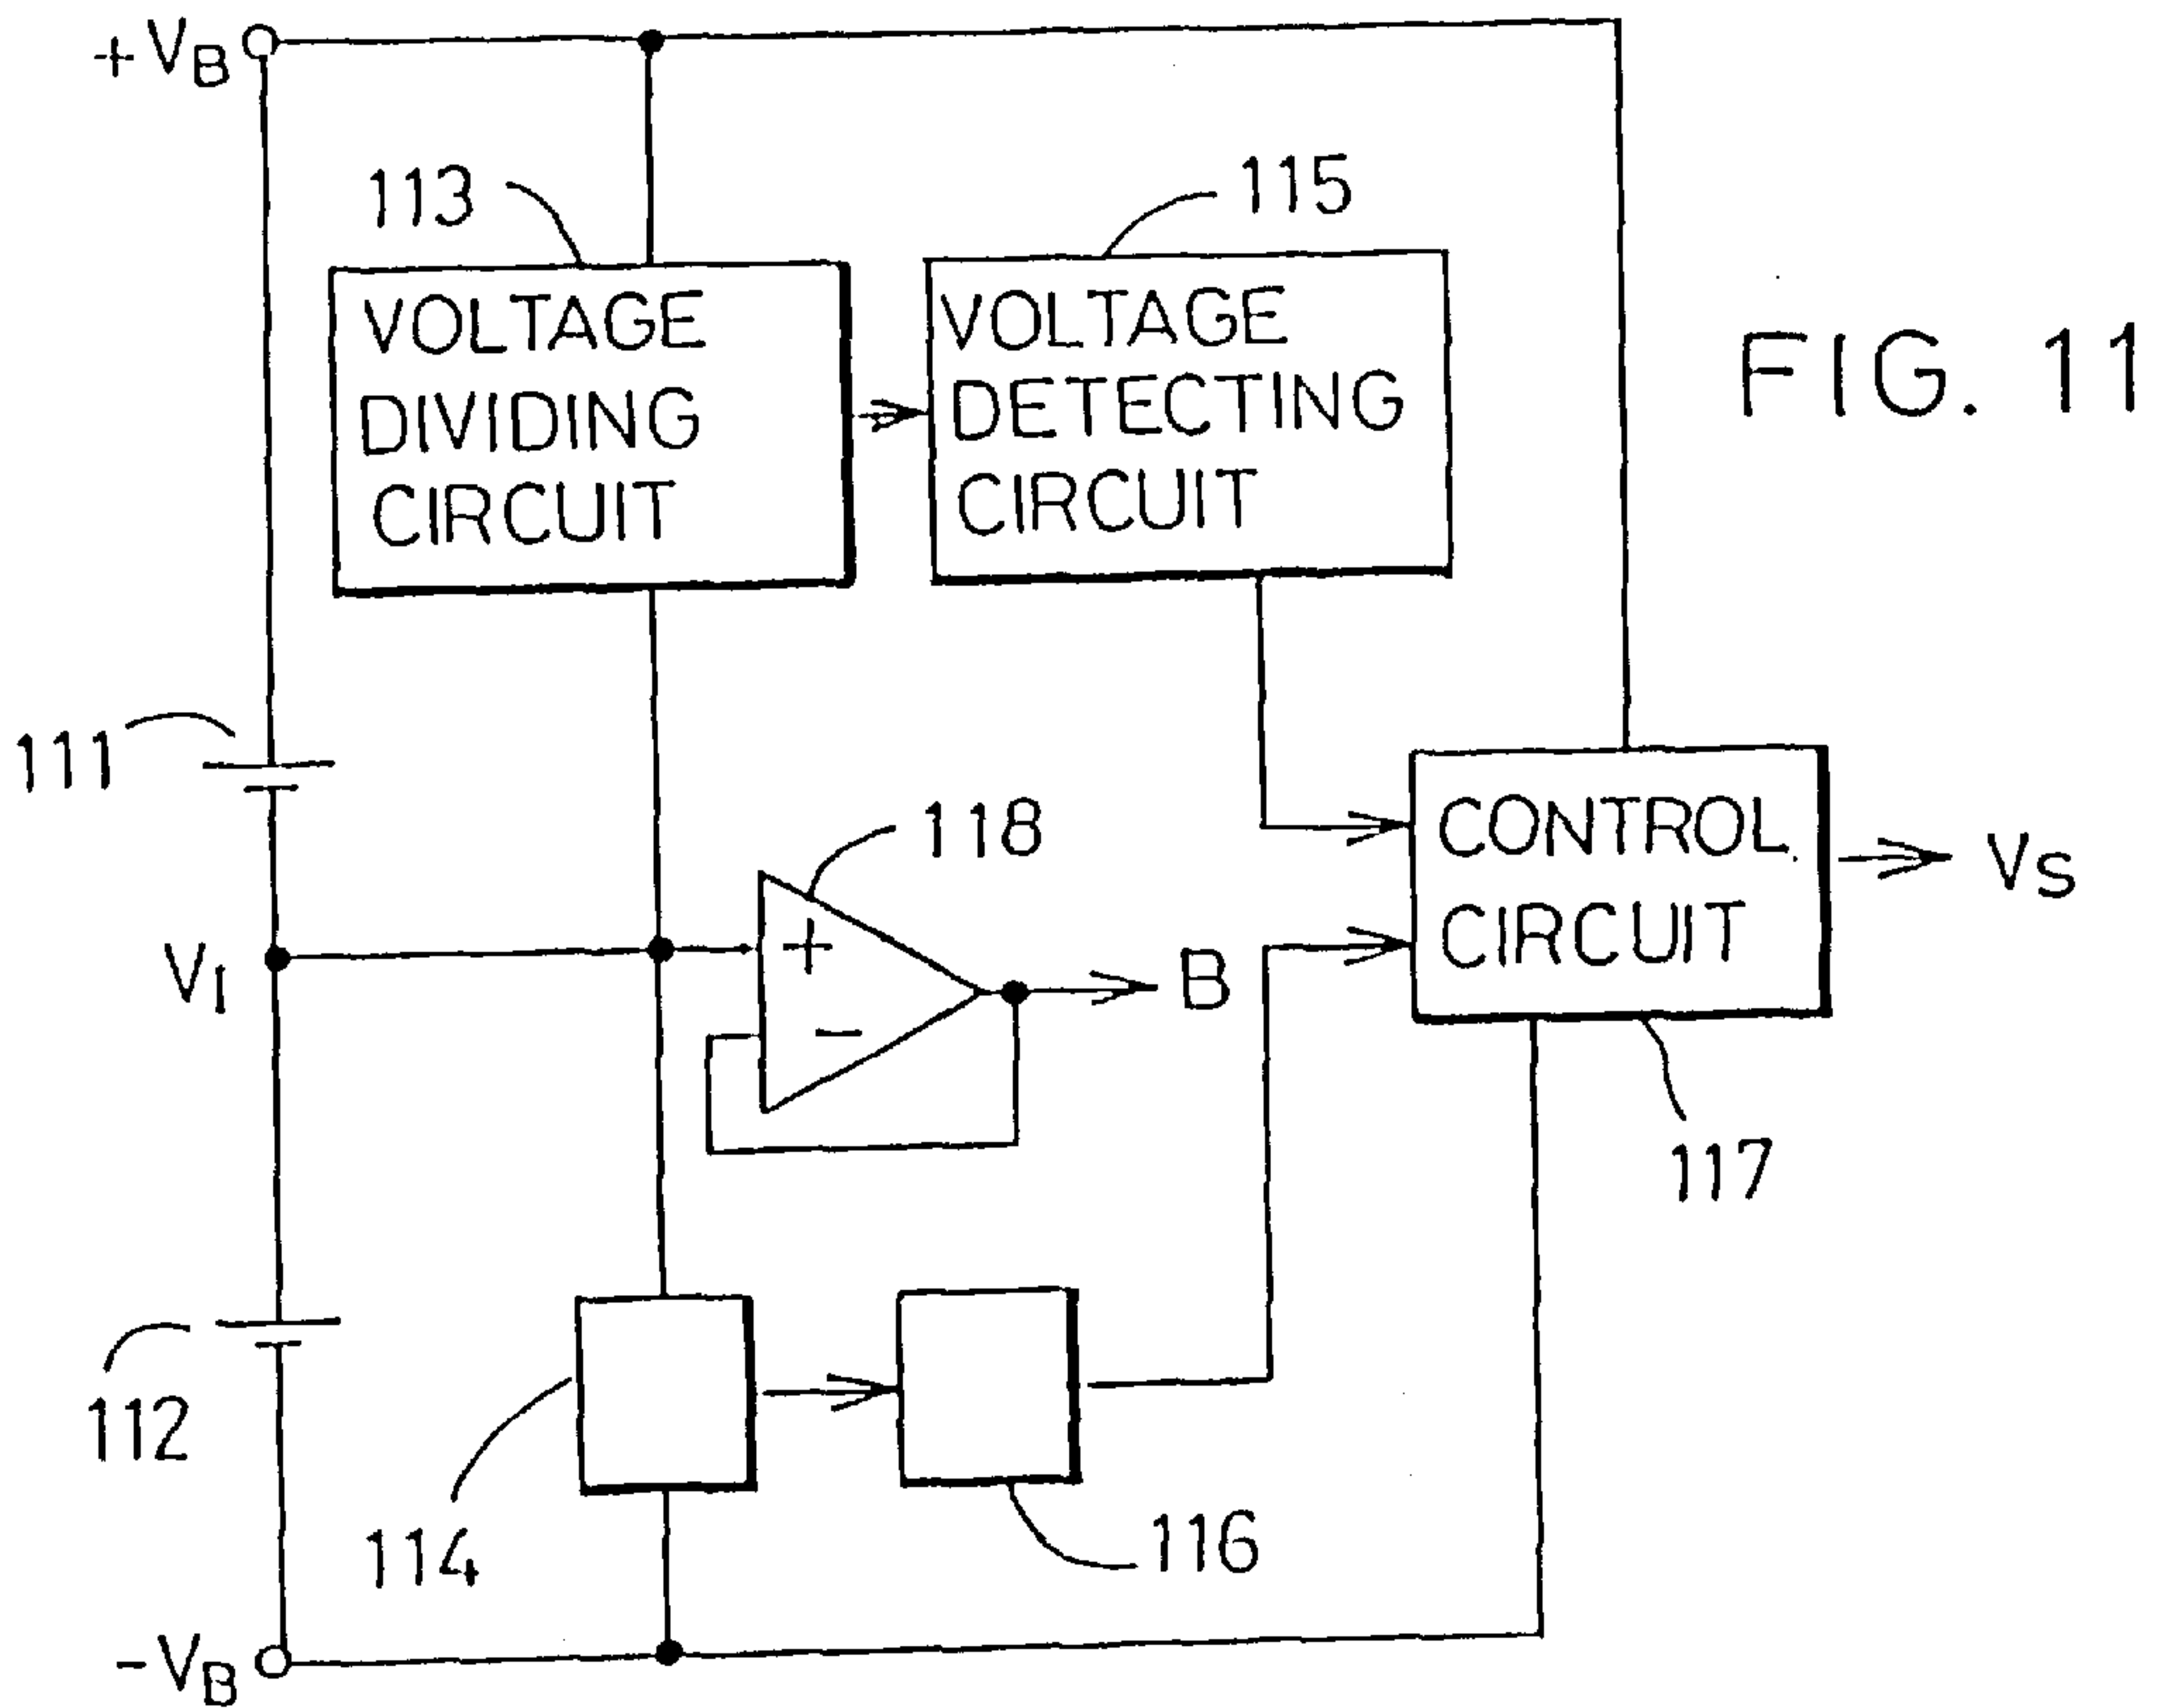 +VB
113
115
VOLTAGE
DIVIDING
CIRCUIT
VOLTAGE
DETECTING
CIRCUIT
FIG. 11
111
118
CONTROL
CIRCUIT
VS
V1
+
-
B
117
112
114
116
-VB